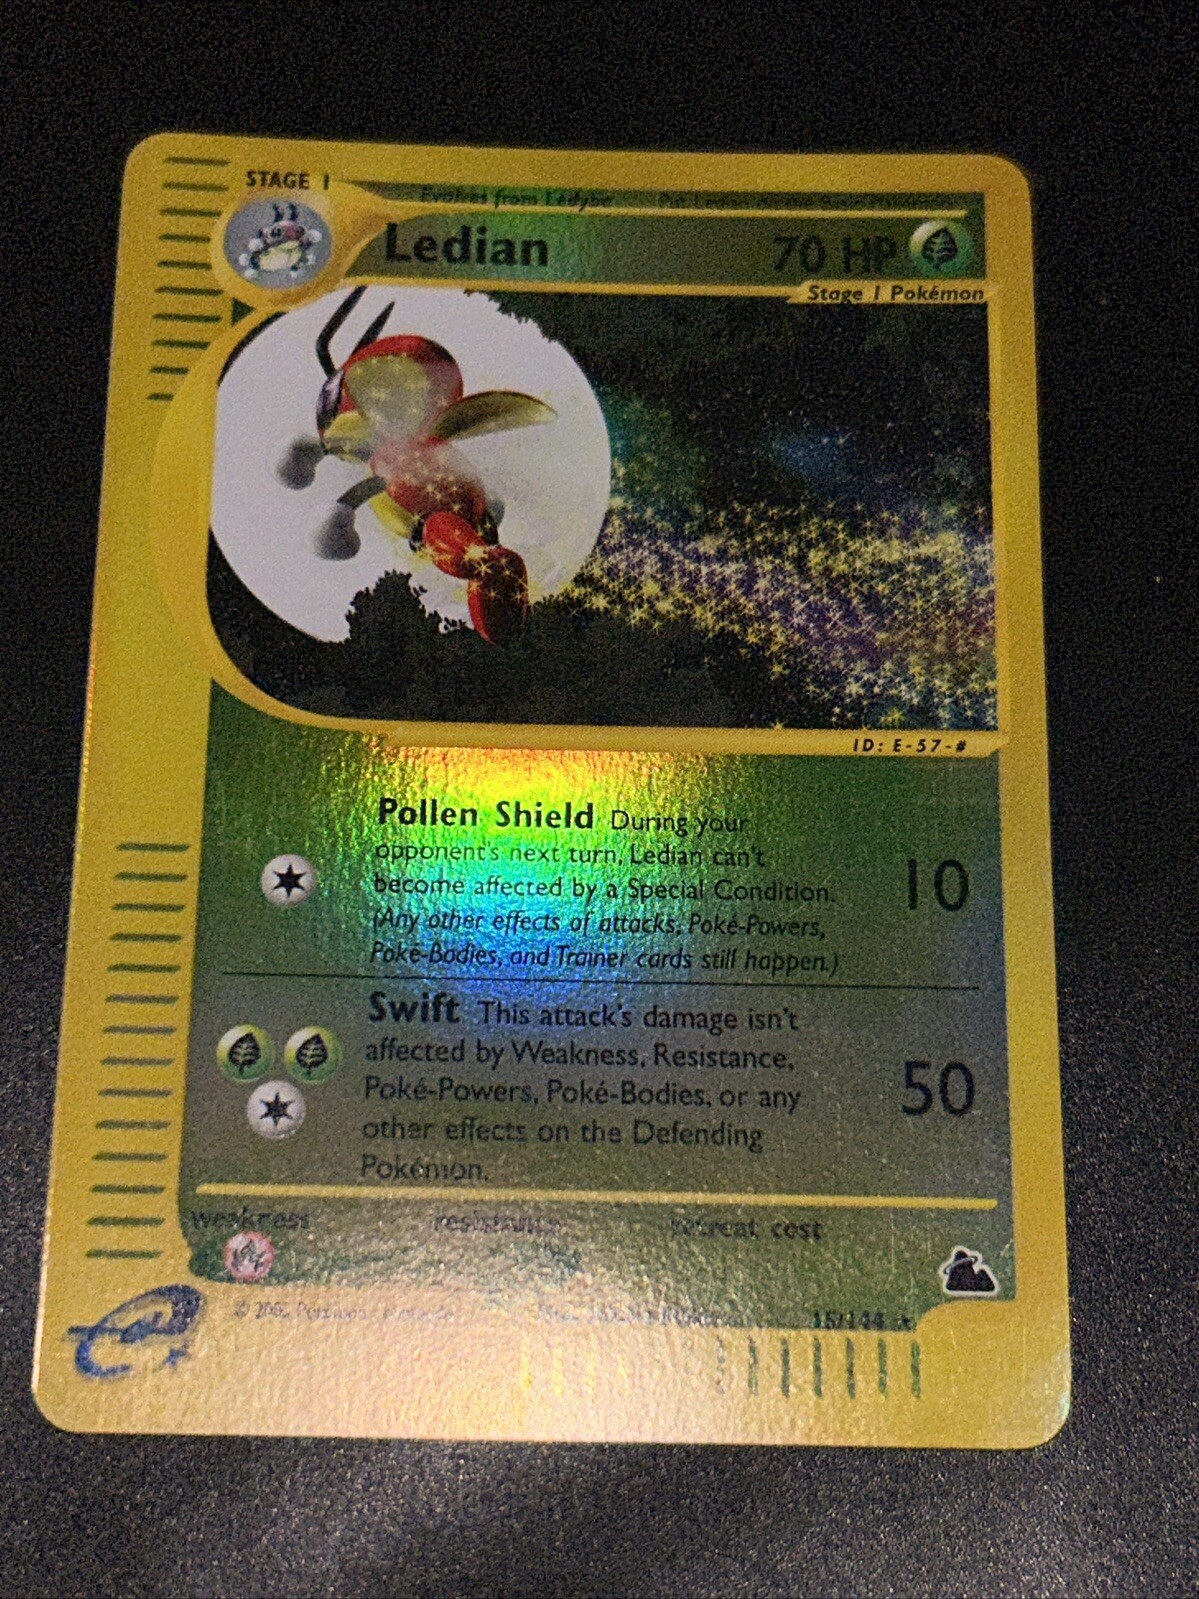 STAGE 1
Evolves from Ledyba
Ledian
70 HP
Stage 1 Pokémon
ID: E-57-#
Pollen Shield During your
opponent's next turn, Ledian can't
become affected by a Special Condition.
(Any other effects of attacks, Poké-Powers,
Poké-Bodies, and Trainer cards still happen.)
10
Swift This attack's damage isn't
affected by Weakness, Resistance,
Poké-Powers, Poké-Bodies, or any
other effects on the Defending
Pokémon.
50
weakness resistance retreat cost